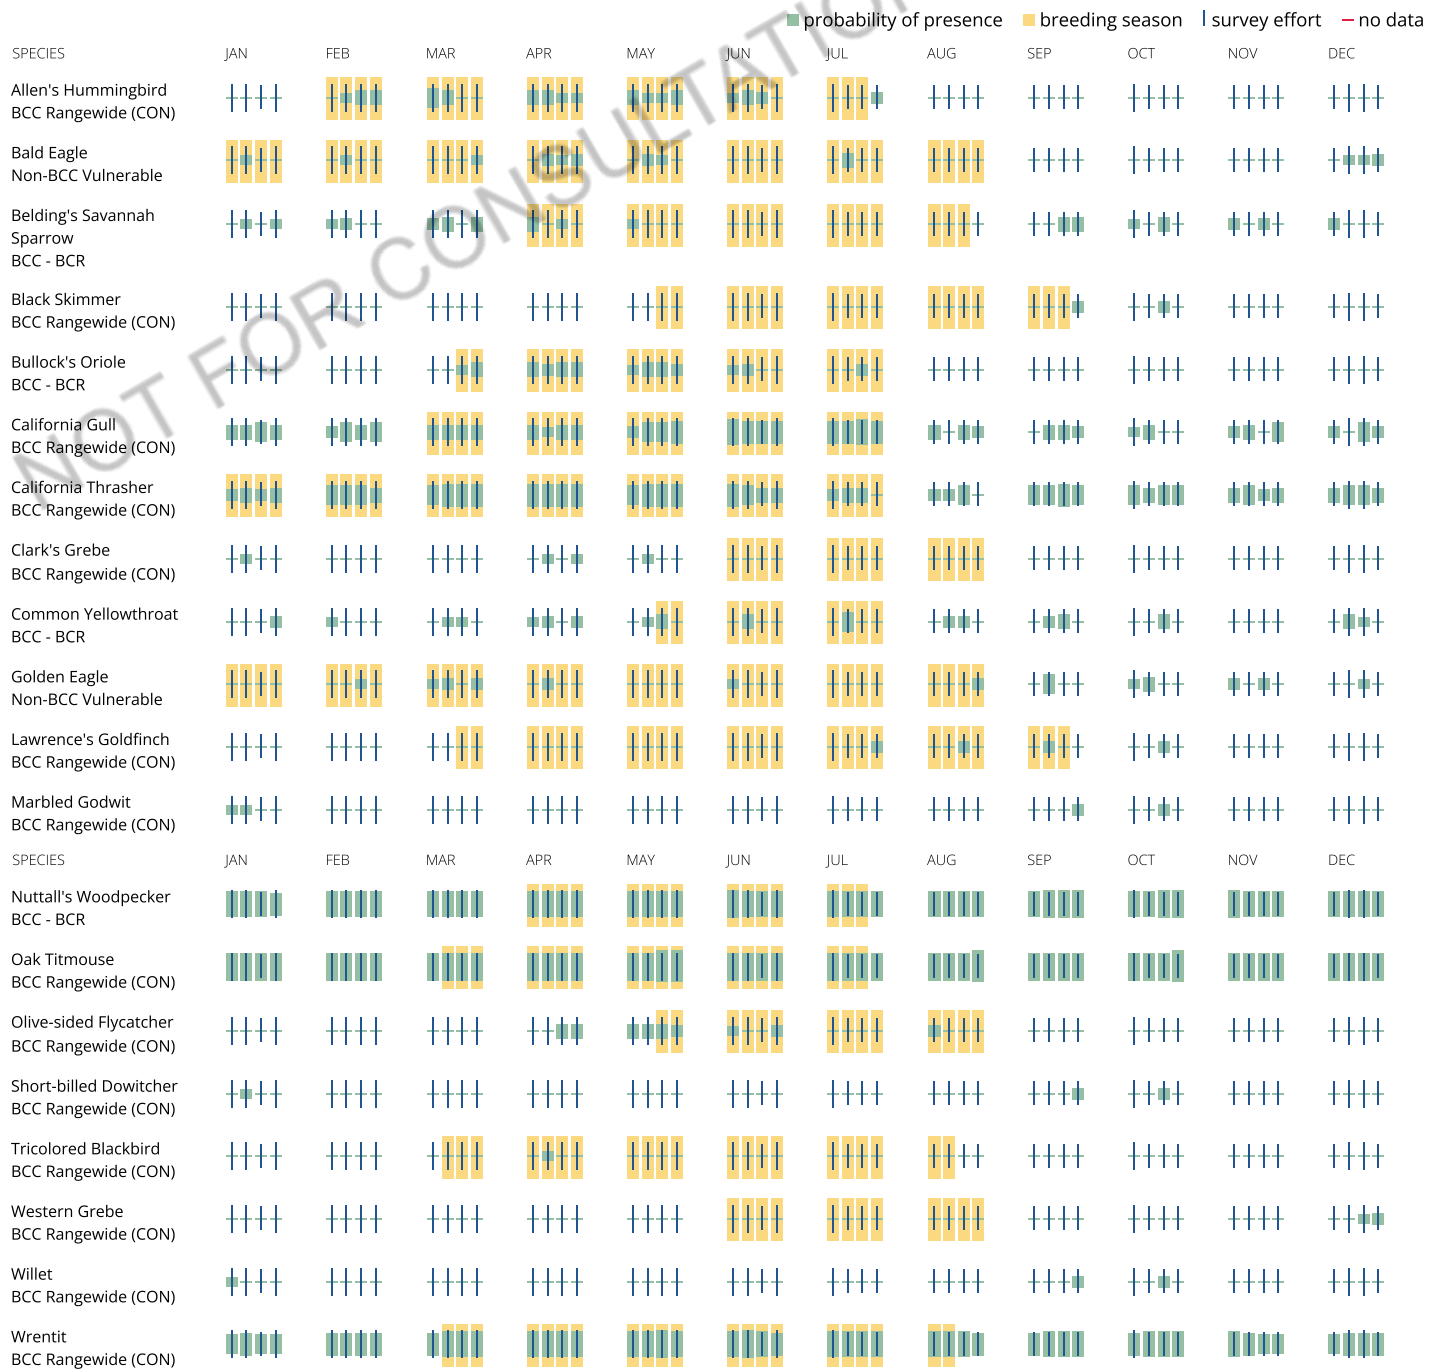 probability of presence breeding season survey effort no data
SPECIES JAN FEB MAR APR MAY JUN JUL AUG SEP OCT NOV DEC
Allen's Hummingbird
BCC Rangewide (CON)
Bald Eagle
Non-BCC Vulnerable
Belding's Savannah
Sparrow
BCC - BCR
Black Skimmer
BCC Rangewide (CON)
Bullock's Oriole
BCC - BCR
California Gull
BCC Rangewide (CON)
California Thrasher
BCC Rangewide (CON)
Clark's Grebe
BCC Rangewide (CON)
Common Yellowthroat
BCC - BCR
Golden Eagle
Non-BCC Vulnerable
Lawrence's Goldfinch
BCC Rangewide (CON)
Marbled Godwit
BCC Rangewide (CON)
SPECIES JAN FEB MAR APR MAY JUN JUL AUG SEP OCT NOV DEC
Nuttall's Woodpecker
BCC - BCR
Oak Titmouse
BCC Rangewide (CON)
Olive-sided Flycatcher
BCC Rangewide (CON)
Short-billed Dowitcher
BCC Rangewide (CON)
Tricolored Blackbird
BCC Rangewide (CON)
Western Grebe
BCC Rangewide (CON)
Willet
BCC Rangewide (CON)
Wrentit
BCC Rangewide (CON)
NOT FOR CONSULTATION